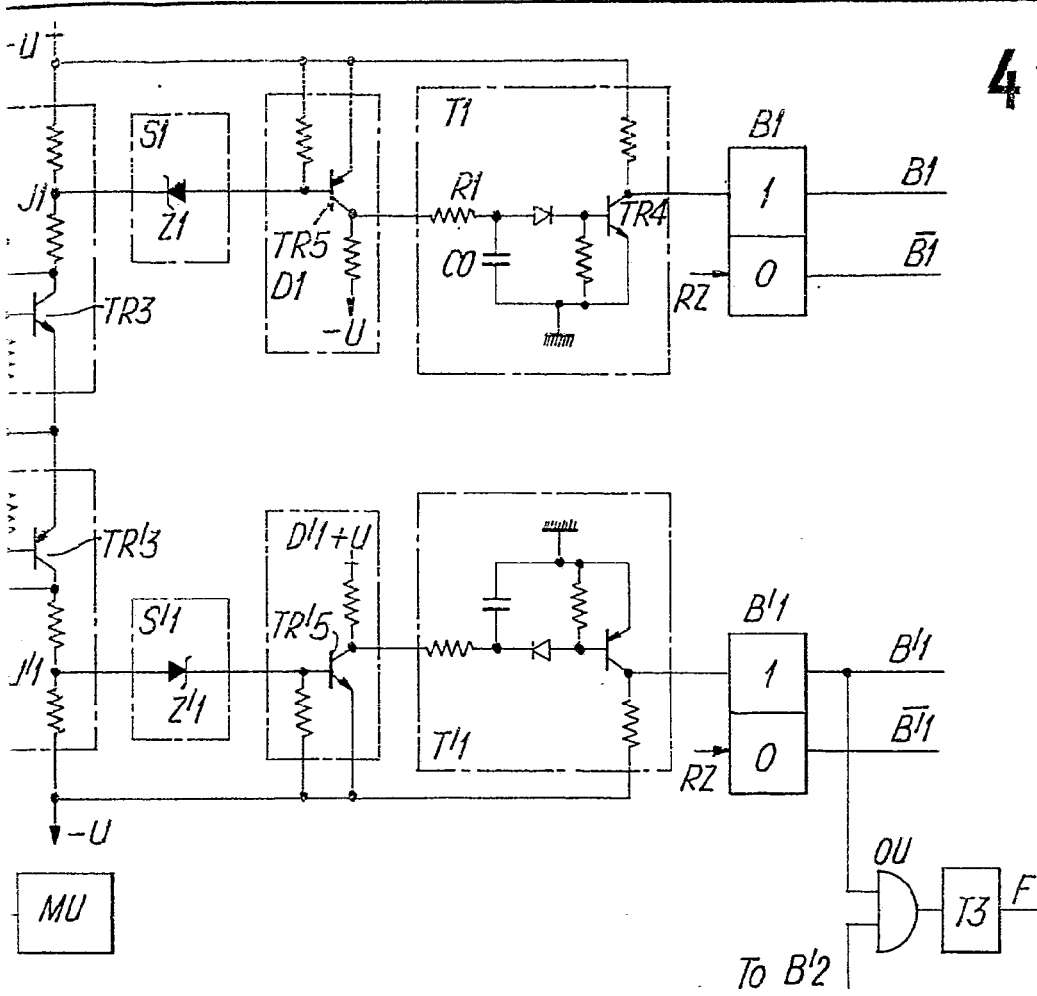 -U
4
T1
S1
B1
J1
R1
1
B1
Z1
TR5
TR4
C0
B̅1̅
D1
RZ
0
TR3
-U
D'1+U
TR'3
S'1
TR'5
B'1
J'1
1
B'1
Z'1
T'1
RZ
0
B̅'̅1̅
-U
OU
MU
T3
F
To B'2